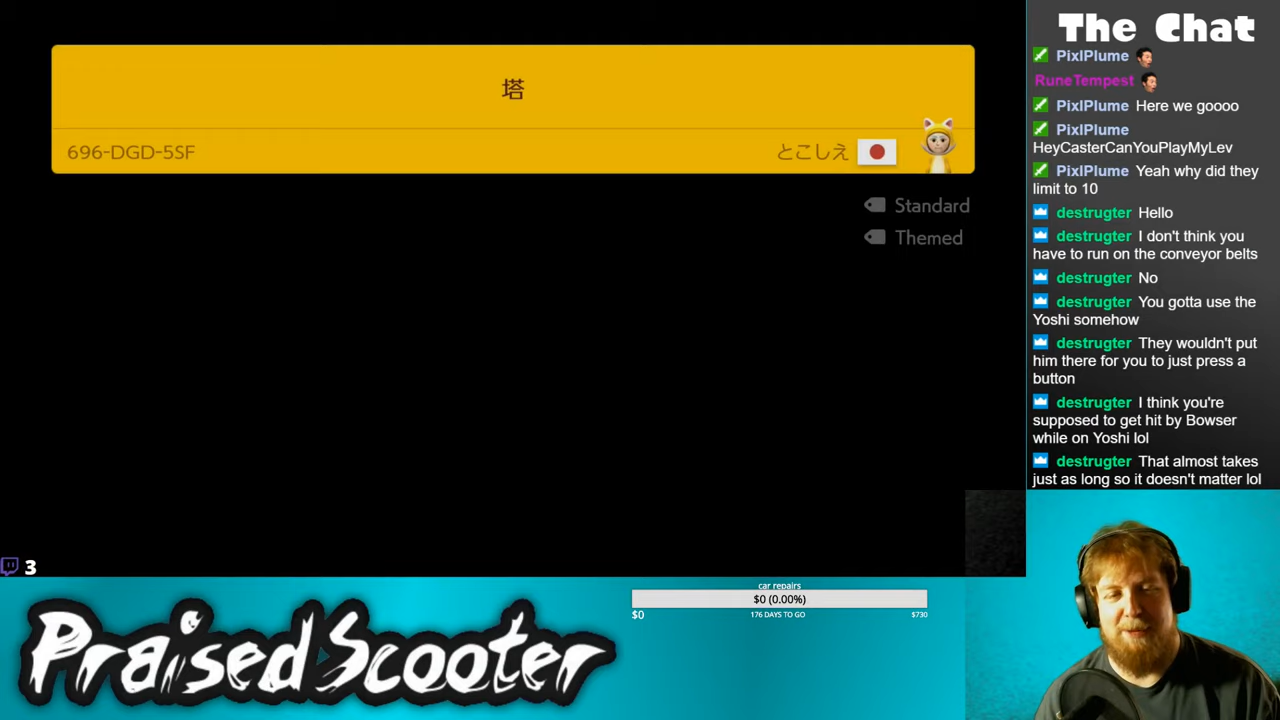 塔
696-DGD-5SF
とこしえ
Standard
Themed
The Chat
PixlPlume
RuneTempest
PixlPlume Here we goooo
PixlPlume
HeyCasterCanYouPlayMyLev
PixlPlume Yeah why did they
limit to 10
destrugter Hello
destrugter I don't think you
have to run on the conveyor belts
destrugter No
destrugter You gotta use the
Yoshi somehow
destrugter They wouldn't put
him there for you to just press a
button
destrugter I think you're
supposed to get hit by Bowser
while on Yoshi lol
destrugter That almost takes
just as long so it doesn't matter lol
3
car repairs
$0 (0.00%)
$0
176 DAYS TO GO
$730
PraisedScooter